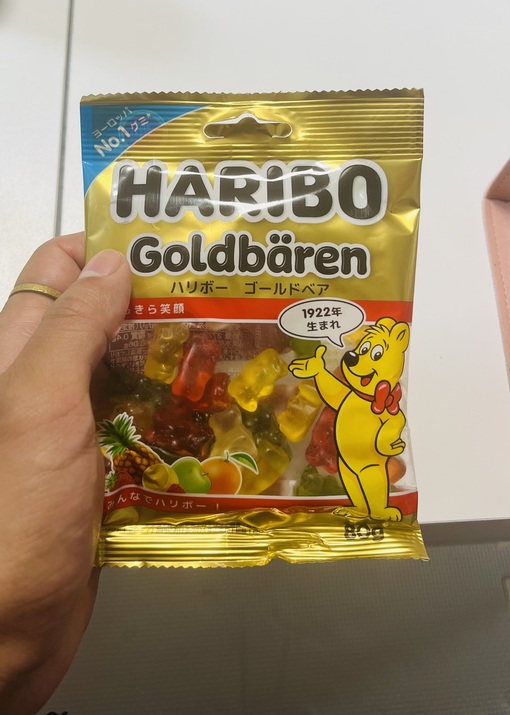 ヨーロッパ
No.1グミ*
HARIBO
Goldbären
ハリボー ゴールドベア
きら笑顔
1922年
生まれ
んなでハリボー!
80g